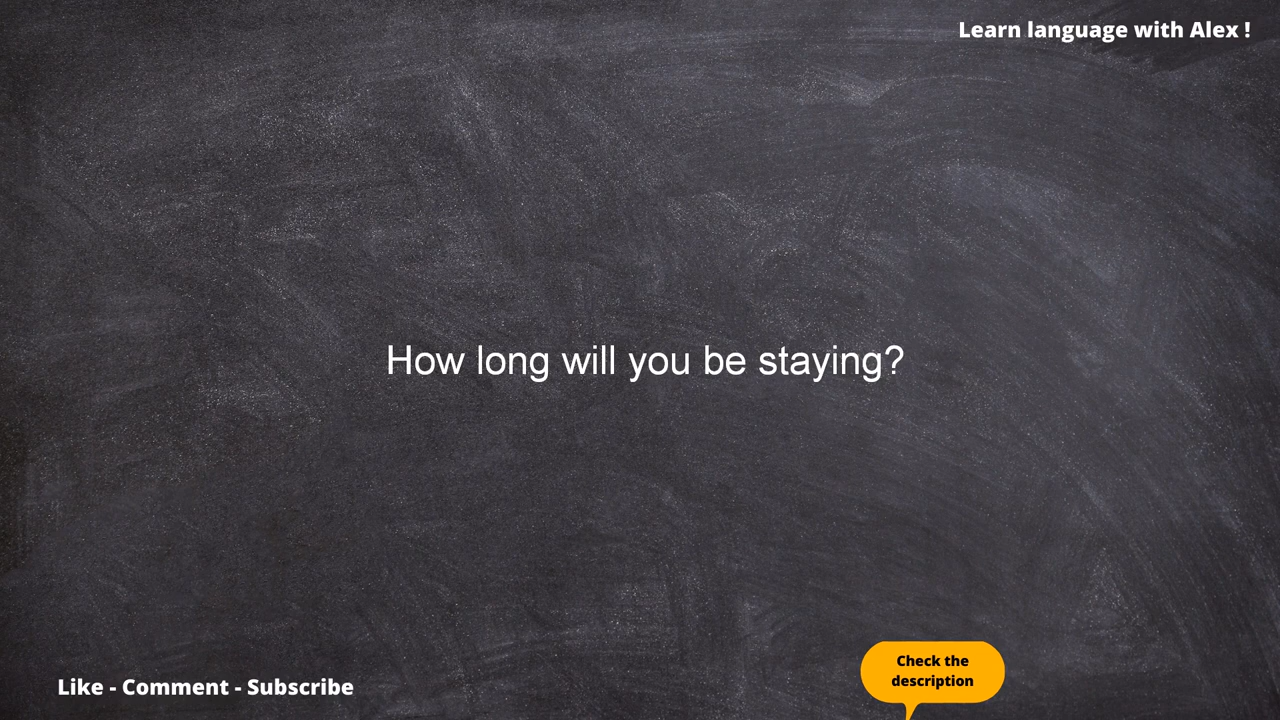 Learn language with Alex !
How long will you be staying?
Check the
description
Like - Comment - Subscribe